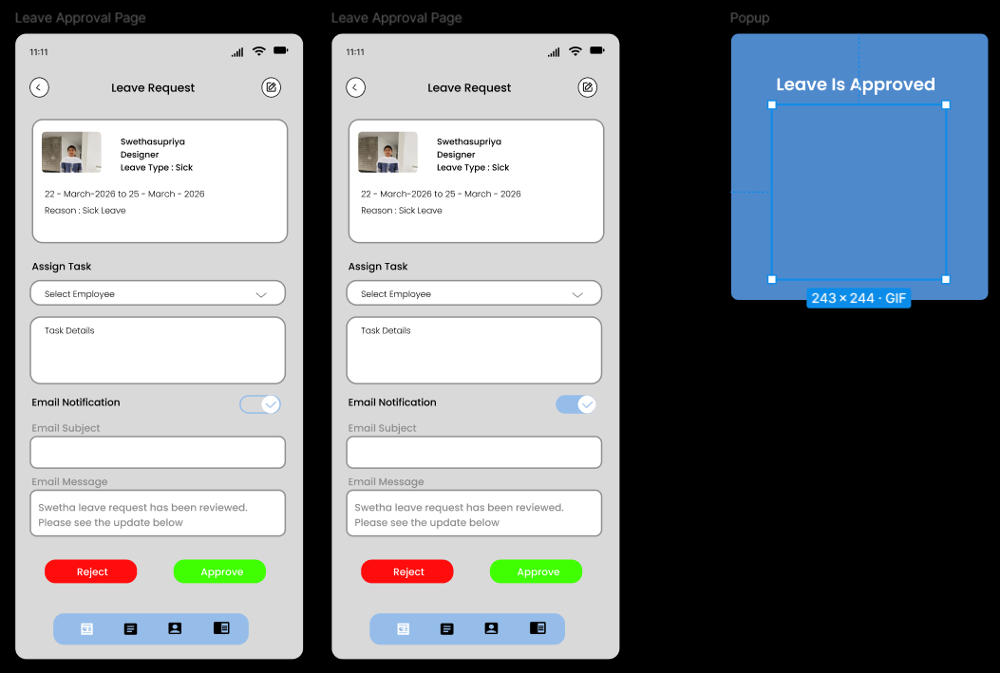 Leave Approval Page
11:11
Leave Request
Swethasupriya
Designer
Leave Type : Sick
22 - March-2026 to 25 - March - 2026
Reason : Sick Leave
Assign Task
Select Employee
Task Details
Email Notification
Email Subject
Email Message
Swetha leave request has been reviewed.
Please see the update below
Reject
Approve
Leave Approval Page
11:11
Leave Request
Swethasupriya
Designer
Leave Type : Sick
22 - March-2026 to 25 - March - 2026
Reason : Sick Leave
Assign Task
Select Employee
Task Details
Email Notification
Email Subject
Email Message
Swetha leave request has been reviewed.
Please see the update below
Reject
Approve
Popup
Leave Is Approved
243 × 244 · GIF